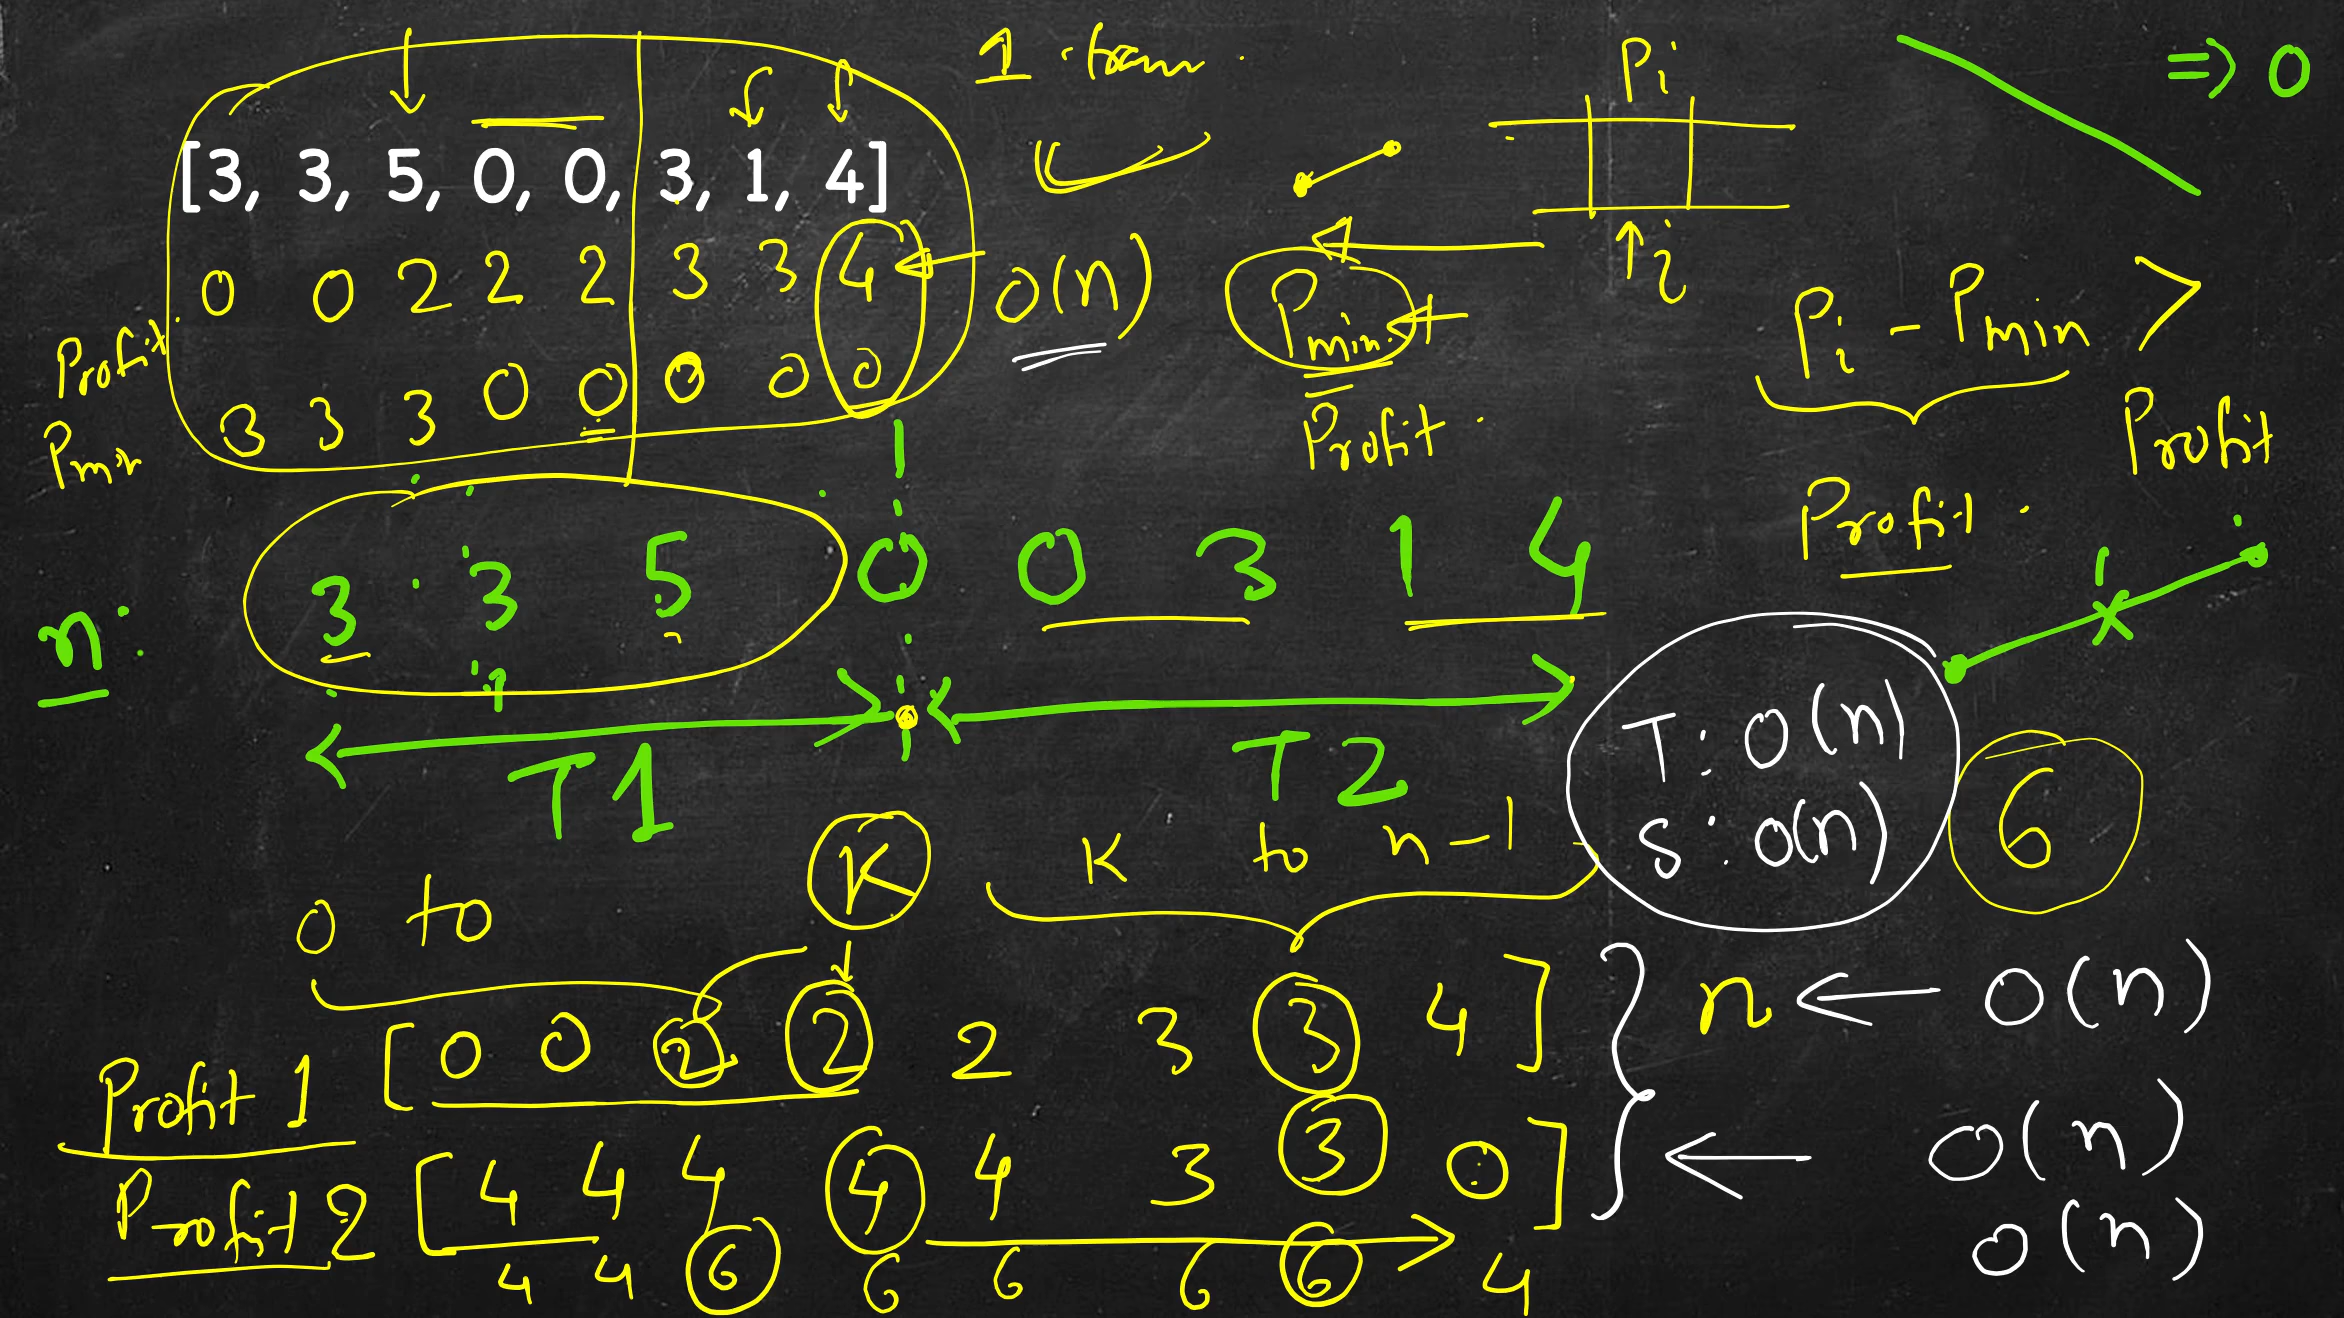 1 tran.
Pi
=> 0
[3, 3, 5, 0, 0, 3, 1, 4]
i
0 0 2 2 2 3 3 4
O(n)
Pmin
Pi - Pmin >
Profit
Profit
3 3 3 0 0 0 0 0
Pmin
Profit
Profit
n:
3 3 5 0 0 3 1 4
T1
T2
T: O(n)
S: O(n)
6
0 to
K
K to n-1
Profit 1
[0 0 2 2 2 3 3 4]
n
O(n)
Profit 2
[4 4 4 4 4 3 3 0]
O(n)
4 4 6 6 6 6 6 4
O(n)